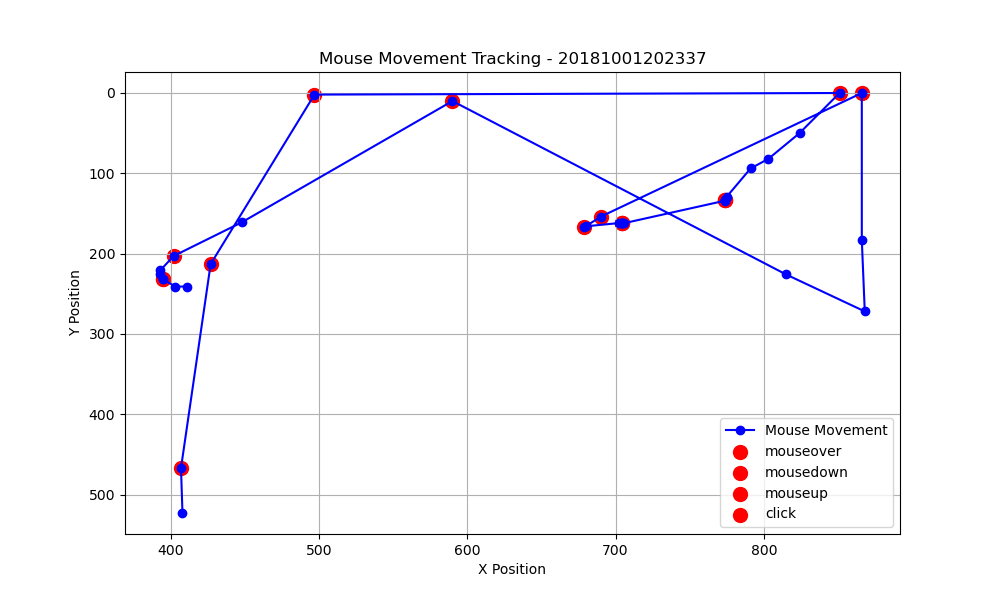 Mouse Movement Tracking - 20181001202337
0
100
200
300
400
500
Y Position
400
500
600
700
800
X Position
Mouse Movement
mouseover
mousedown
mouseup
click